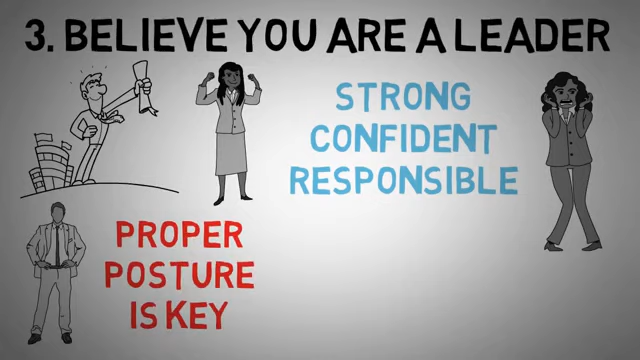 3. BELIEVE YOU ARE A LEADER
STRONG
CONFIDENT
RESPONSIBLE
PROPER
POSTURE
IS KEY